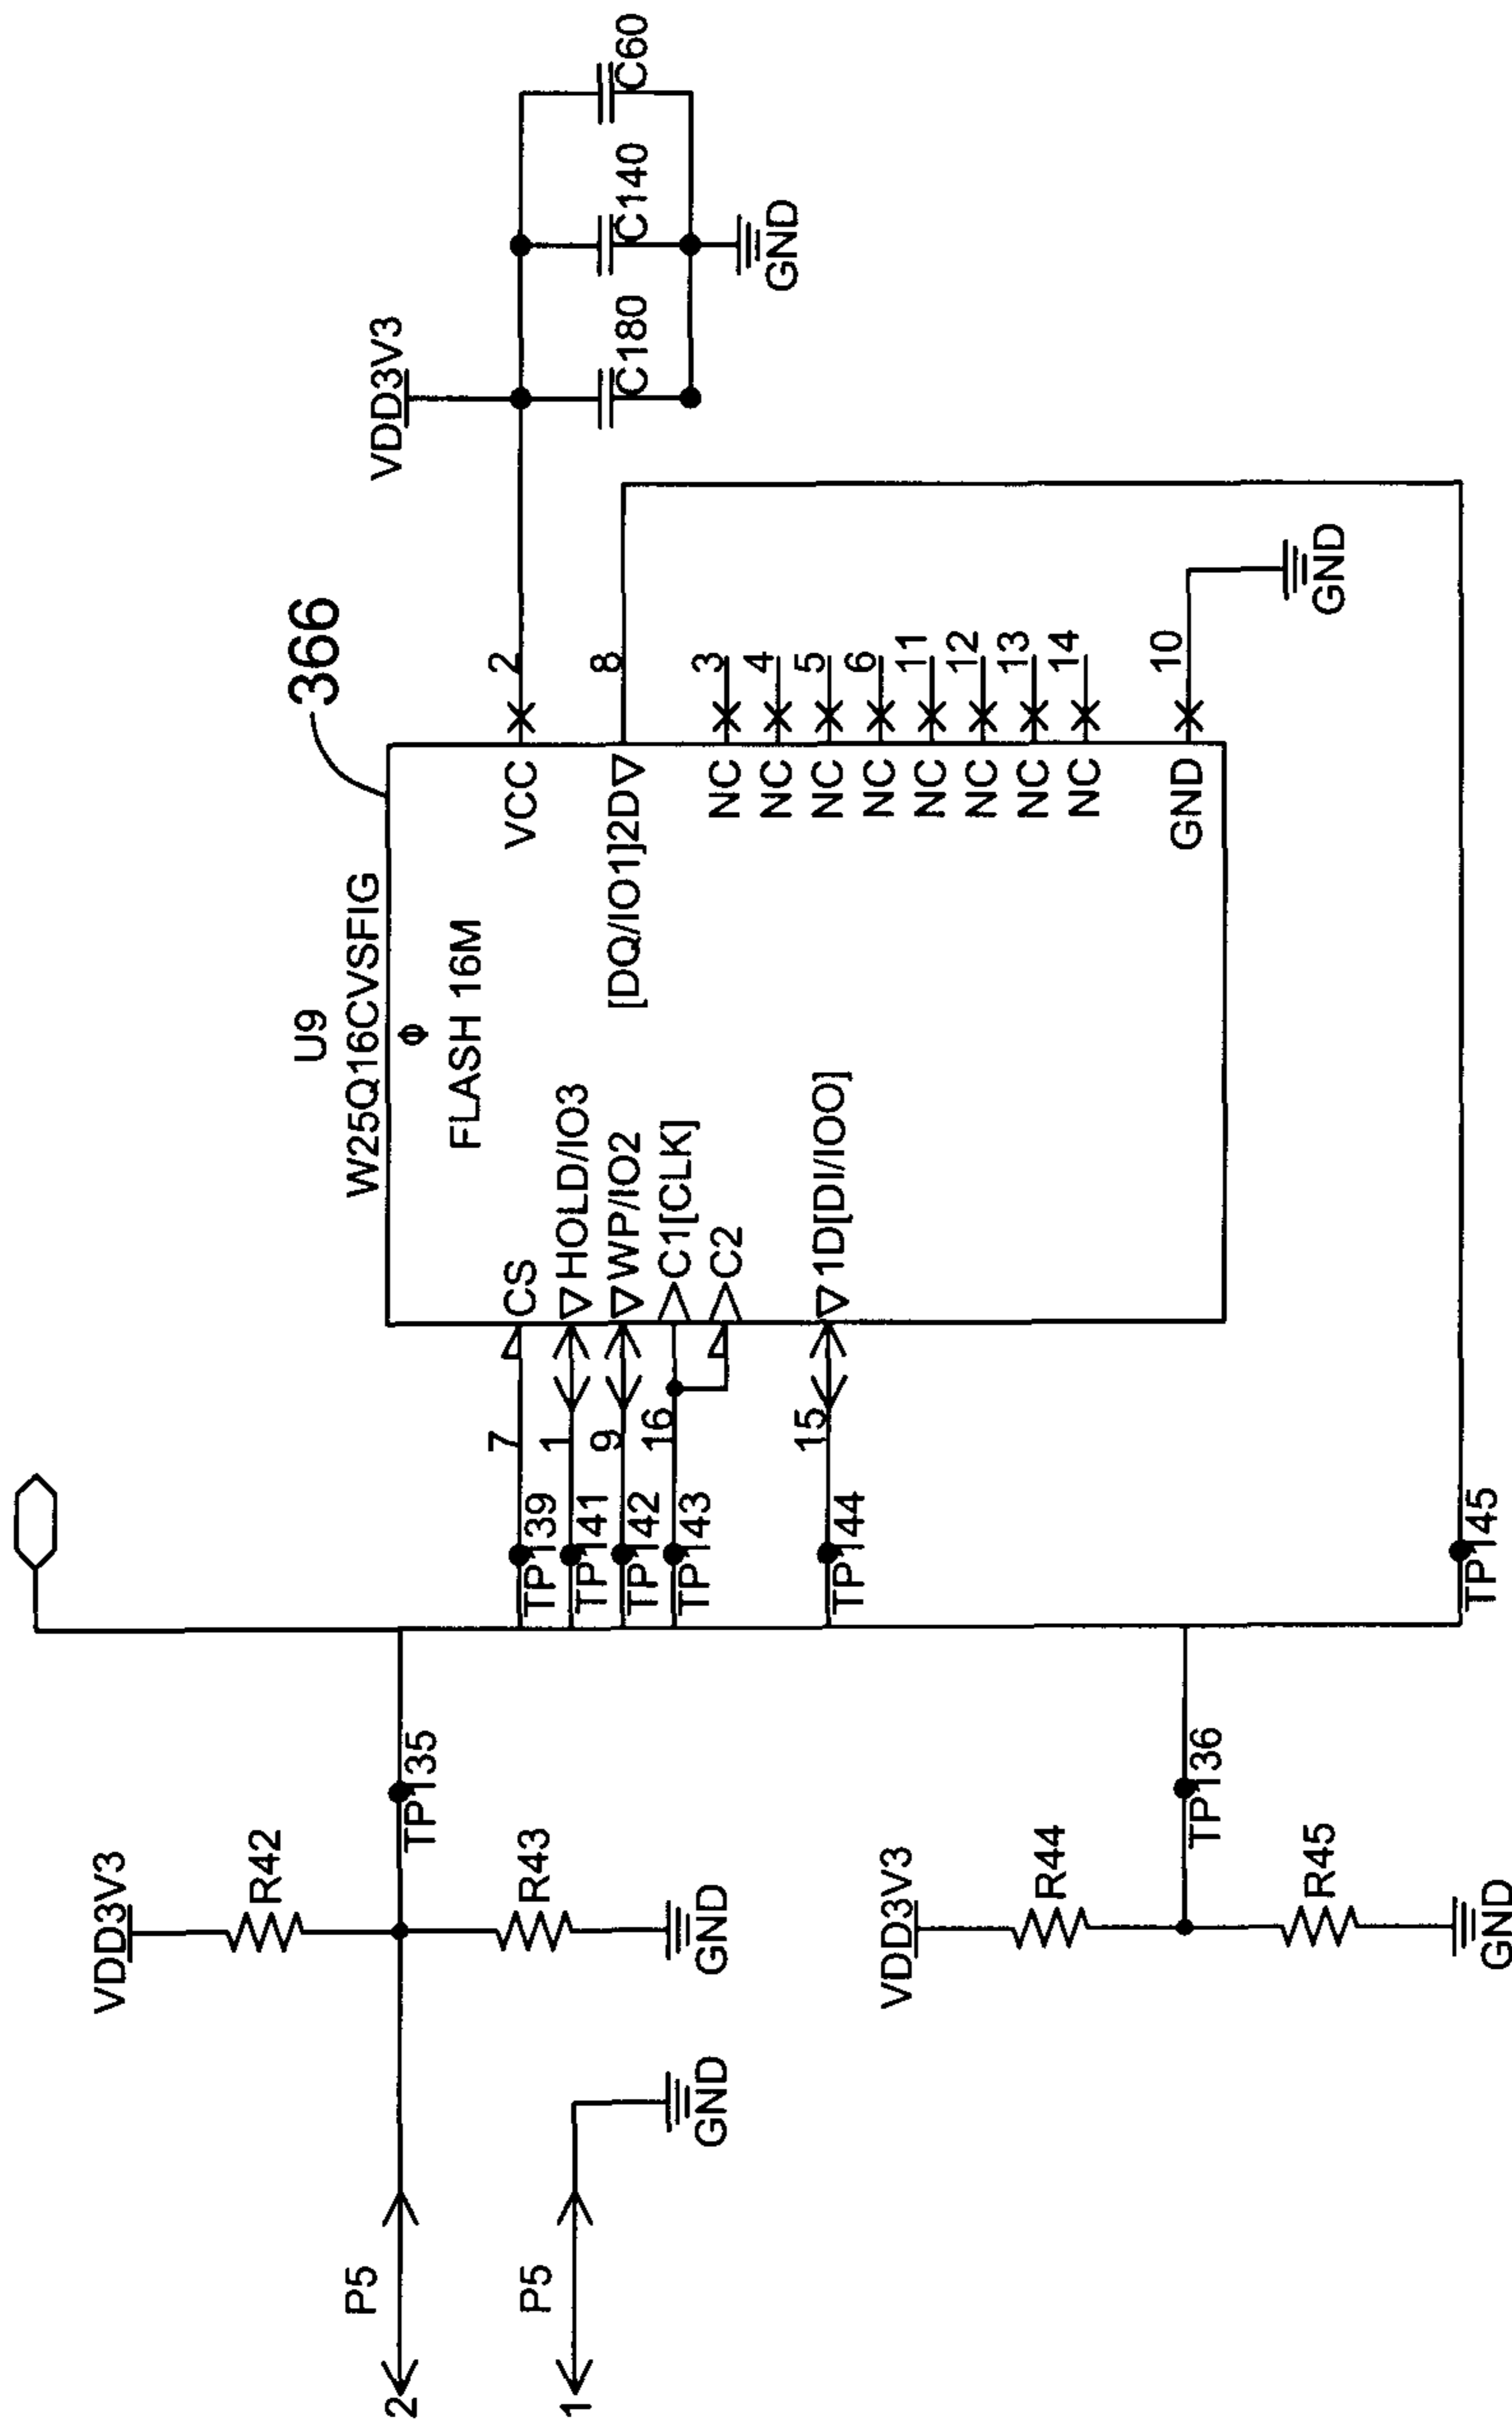 366
U9
W25Q16CVSFIG
Φ
FLASH 16M
VDD3V3
C180
C140
C60
GND
P5
2
P5
1
GND
VDD3V3
R42
R43
GND
TP135
VDD3V3
R44
R45
GND
TP136
TP139
7
CS
TP141
1
HOLD/IO3
TP142
9
WP/IO2
TP143
16
C1[CLK]
C2
TP144
15
1D[DI/IOO]
TP145
VCC
2
[DQ/IO1]2D
8
NC
3
NC
4
NC
5
NC
6
NC
11
NC
12
NC
13
NC
14
GND
10
GND